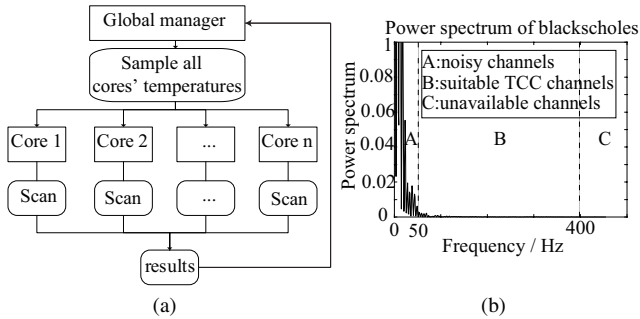 Global manager
Sample all
cores' temperatures
Core 1
Core 2
...
Core n
Scan
Scan
...
Scan
results
(a)
Power spectrum of blackscholes
A:noisy channels
B:suitable TCC channels
C:unavailable channels
A
B
C
Power spectrum
1
0.08
0.06
0.04
0.02
0
0
50
400
Frequency / Hz
(b)